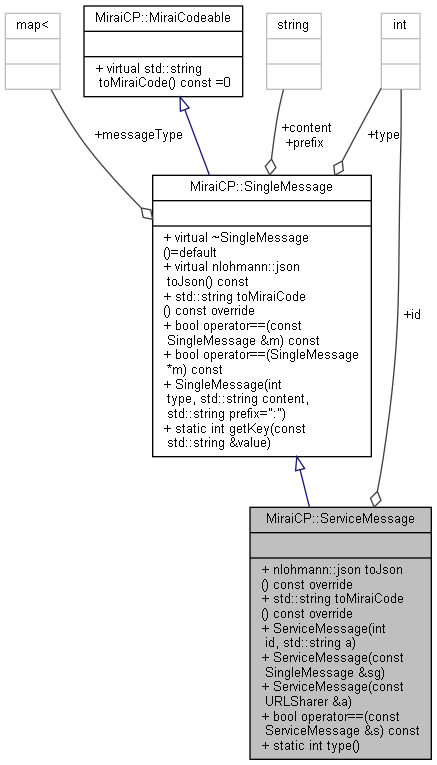 map<
MiraiCP::MiraiCodeable
string
int
+ virtual std::string
toMiraiCode() const =0
+messageType
+content
+prefix
+type
MiraiCP::SingleMessage
+ virtual ~SingleMessage
()=default
+ virtual nlohmann::json
toJson() const
+ std::string toMiraiCode
() const override
+ bool operator==(const
SingleMessage &m) const
+ bool operator==(SingleMessage
*m) const
+ SingleMessage(int
type, std::string content,
std::string prefix=":")
+ static int getKey(const
std::string &value)
+id
MiraiCP::ServiceMessage
+ nlohmann::json toJson
() const override
+ std::string toMiraiCode
() const override
+ ServiceMessage(int
id, std::string a)
+ ServiceMessage(const
SingleMessage &sg)
+ ServiceMessage(const
URLSharer &a)
+ bool operator==(const
ServiceMessage &s) const
+ static int type()